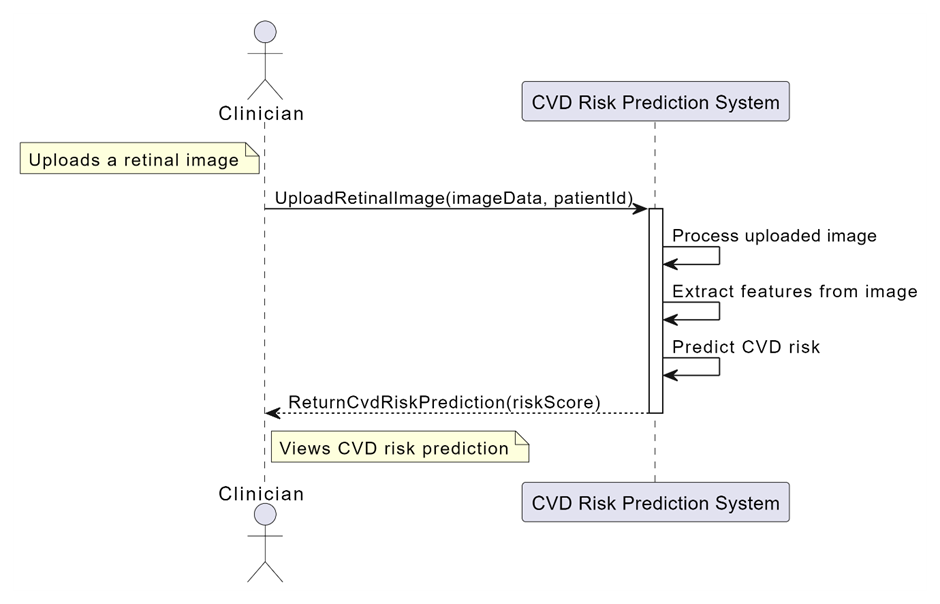 Clinician
CVD Risk Prediction System
Uploads a retinal image
UploadRetinalImage(imageData, patientId)
Process uploaded image
Extract features from image
Predict CVD risk
ReturnCvdRiskPrediction(riskScore)
Views CVD risk prediction
Clinician
CVD Risk Prediction System